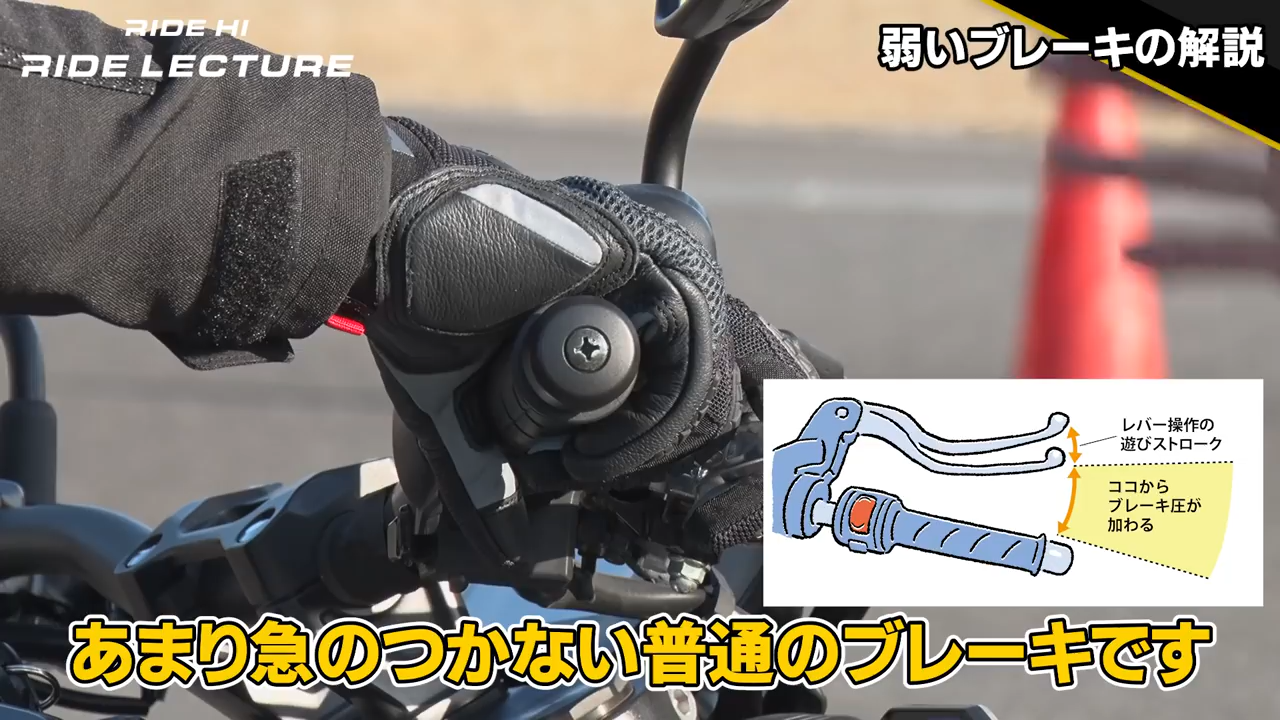 RIDE HI
RIDE LECTURE
弱いブレーキの解説
レバー操作の
遊びストローク
ココから
ブレーキ圧が
加わる
あまり急のつかない普通のブレーキです